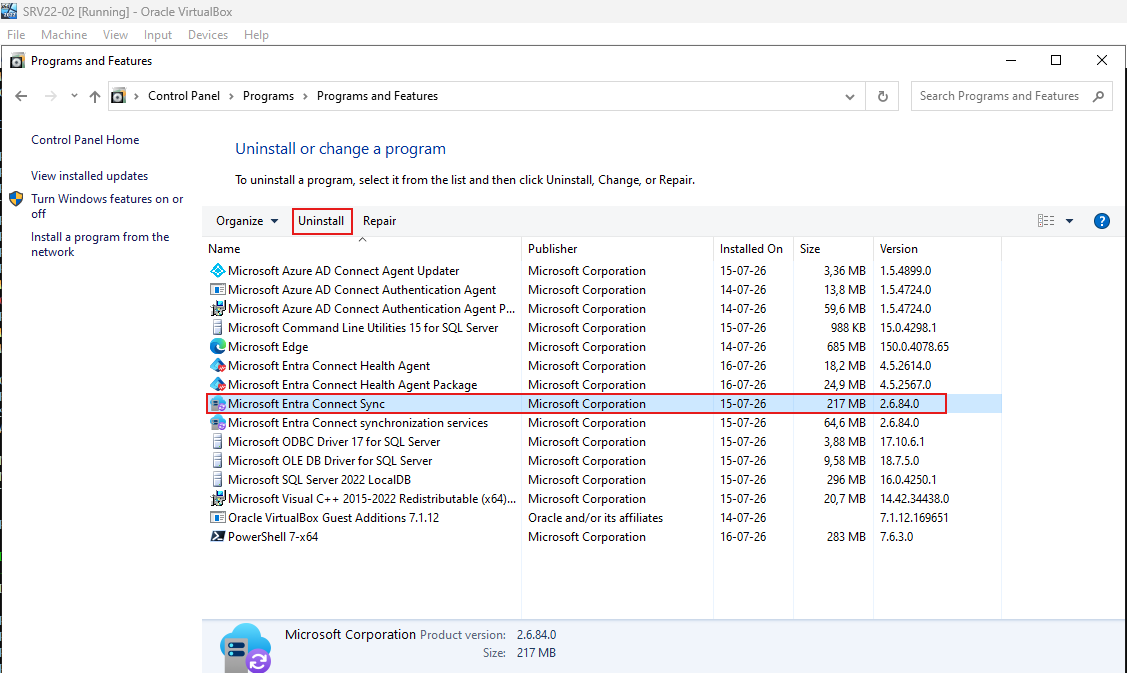 SRV22-02 [Running] - Oracle VirtualBox
File Machine View Input Devices Help
Programs and Features
Control Panel Programs Programs and Features
Search Programs and Features
Control Panel Home
View installed updates
Turn Windows features on or
off
Install a program from the
network
Uninstall or change a program
To uninstall a program, select it from the list and then click Uninstall, Change, or Repair.
Organize Uninstall Repair
Name Publisher Installed On Size Version
Microsoft Azure AD Connect Agent Updater Microsoft Corporation 15-07-26 3,36 MB 1.5.4899.0
Microsoft Azure AD Connect Authentication Agent Microsoft Corporation 14-07-26 13,8 MB 1.5.4724.0
Microsoft Azure AD Connect Authentication Agent P... Microsoft Corporation 14-07-26 59,6 MB 1.5.4724.0
Microsoft Command Line Utilities 15 for SQL Server Microsoft Corporation 15-07-26 988 KB 15.0.4298.1
Microsoft Edge Microsoft Corporation 14-07-26 685 MB 150.0.4078.65
Microsoft Entra Connect Health Agent Microsoft Corporation 16-07-26 18,2 MB 4.5.2614.0
Microsoft Entra Connect Health Agent Package Microsoft Corporation 16-07-26 24,9 MB 4.5.2567.0
Microsoft Entra Connect Sync Microsoft Corporation 15-07-26 217 MB 2.6.84.0
Microsoft Entra Connect synchronization services Microsoft Corporation 15-07-26 64,6 MB 2.6.84.0
Microsoft ODBC Driver 17 for SQL Server Microsoft Corporation 15-07-26 3,88 MB 17.10.6.1
Microsoft OLE DB Driver for SQL Server Microsoft Corporation 15-07-26 9,58 MB 18.7.5.0
Microsoft SQL Server 2022 LocalDB Microsoft Corporation 15-07-26 296 MB 16.0.4250.1
Microsoft Visual C++ 2015-2022 Redistributable (x64)... Microsoft Corporation 15-07-26 20,7 MB 14.42.34438.0
Oracle VirtualBox Guest Additions 7.1.12 Oracle and/or its affiliates 14-07-26 7.1.12.169651
PowerShell 7-x64 Microsoft Corporation 16-07-26 283 MB 7.6.3.0
Microsoft Corporation Product version: 2.6.84.0
Size: 217 MB